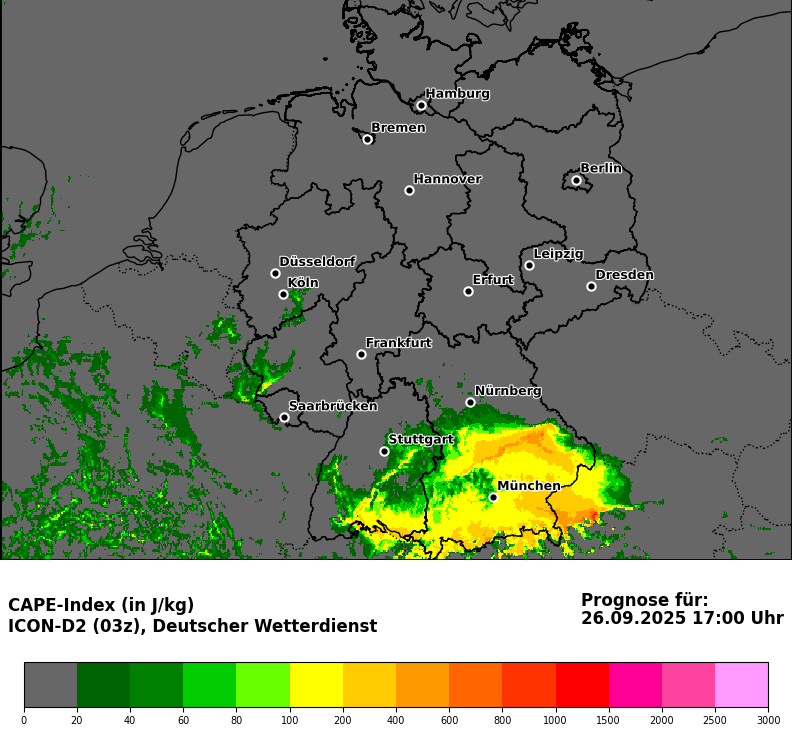 Hamburg
Bremen
Berlin
Hannover
Leipzig
Düsseldorf
Dresden
Köln
Erfurt
Frankfurt
Nürnberg
Saarbrücken
Stuttgart
München
CAPE-Index (in J/kg)
ICON-D2 (03z), Deutscher Wetterdienst
Prognose für:
26.09.2025 17:00 Uhr
0 20 40 60 80 100 200 400 600 800 1000 1500 2000 2500 3000